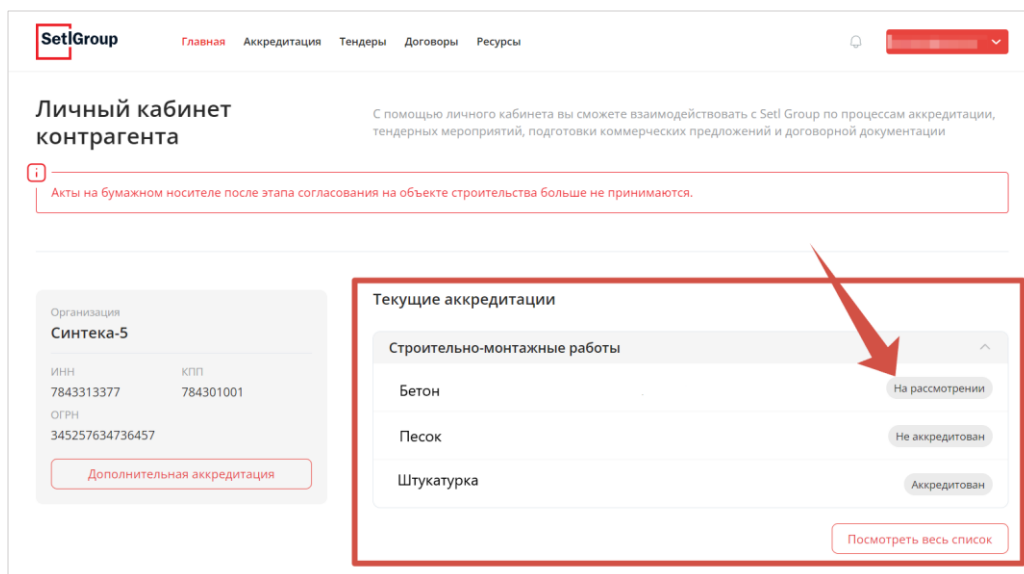 SetlGroup
Главная Аккредитация Тендеры Договоры Ресурсы
Личный кабинет
контрагента
С помощью личного кабинета вы сможете взаимодействовать с Setl Group по процессам аккредитации,
тендерных мероприятий, подготовки коммерческих предложений и договорной документации
Акты на бумажном носителе после этапа согласования на объекте строительства больше не принимаются.
Организация
Синтека-5
ИНН КПП
7843313377 784301001
ОГРН
345257634736457
Дополнительная аккредитация
Текущие аккредитации
Строительно-монтажные работы
Бетон На рассмотрении
Песок Не аккредитован
Штукатурка Аккредитован
Посмотреть весь список